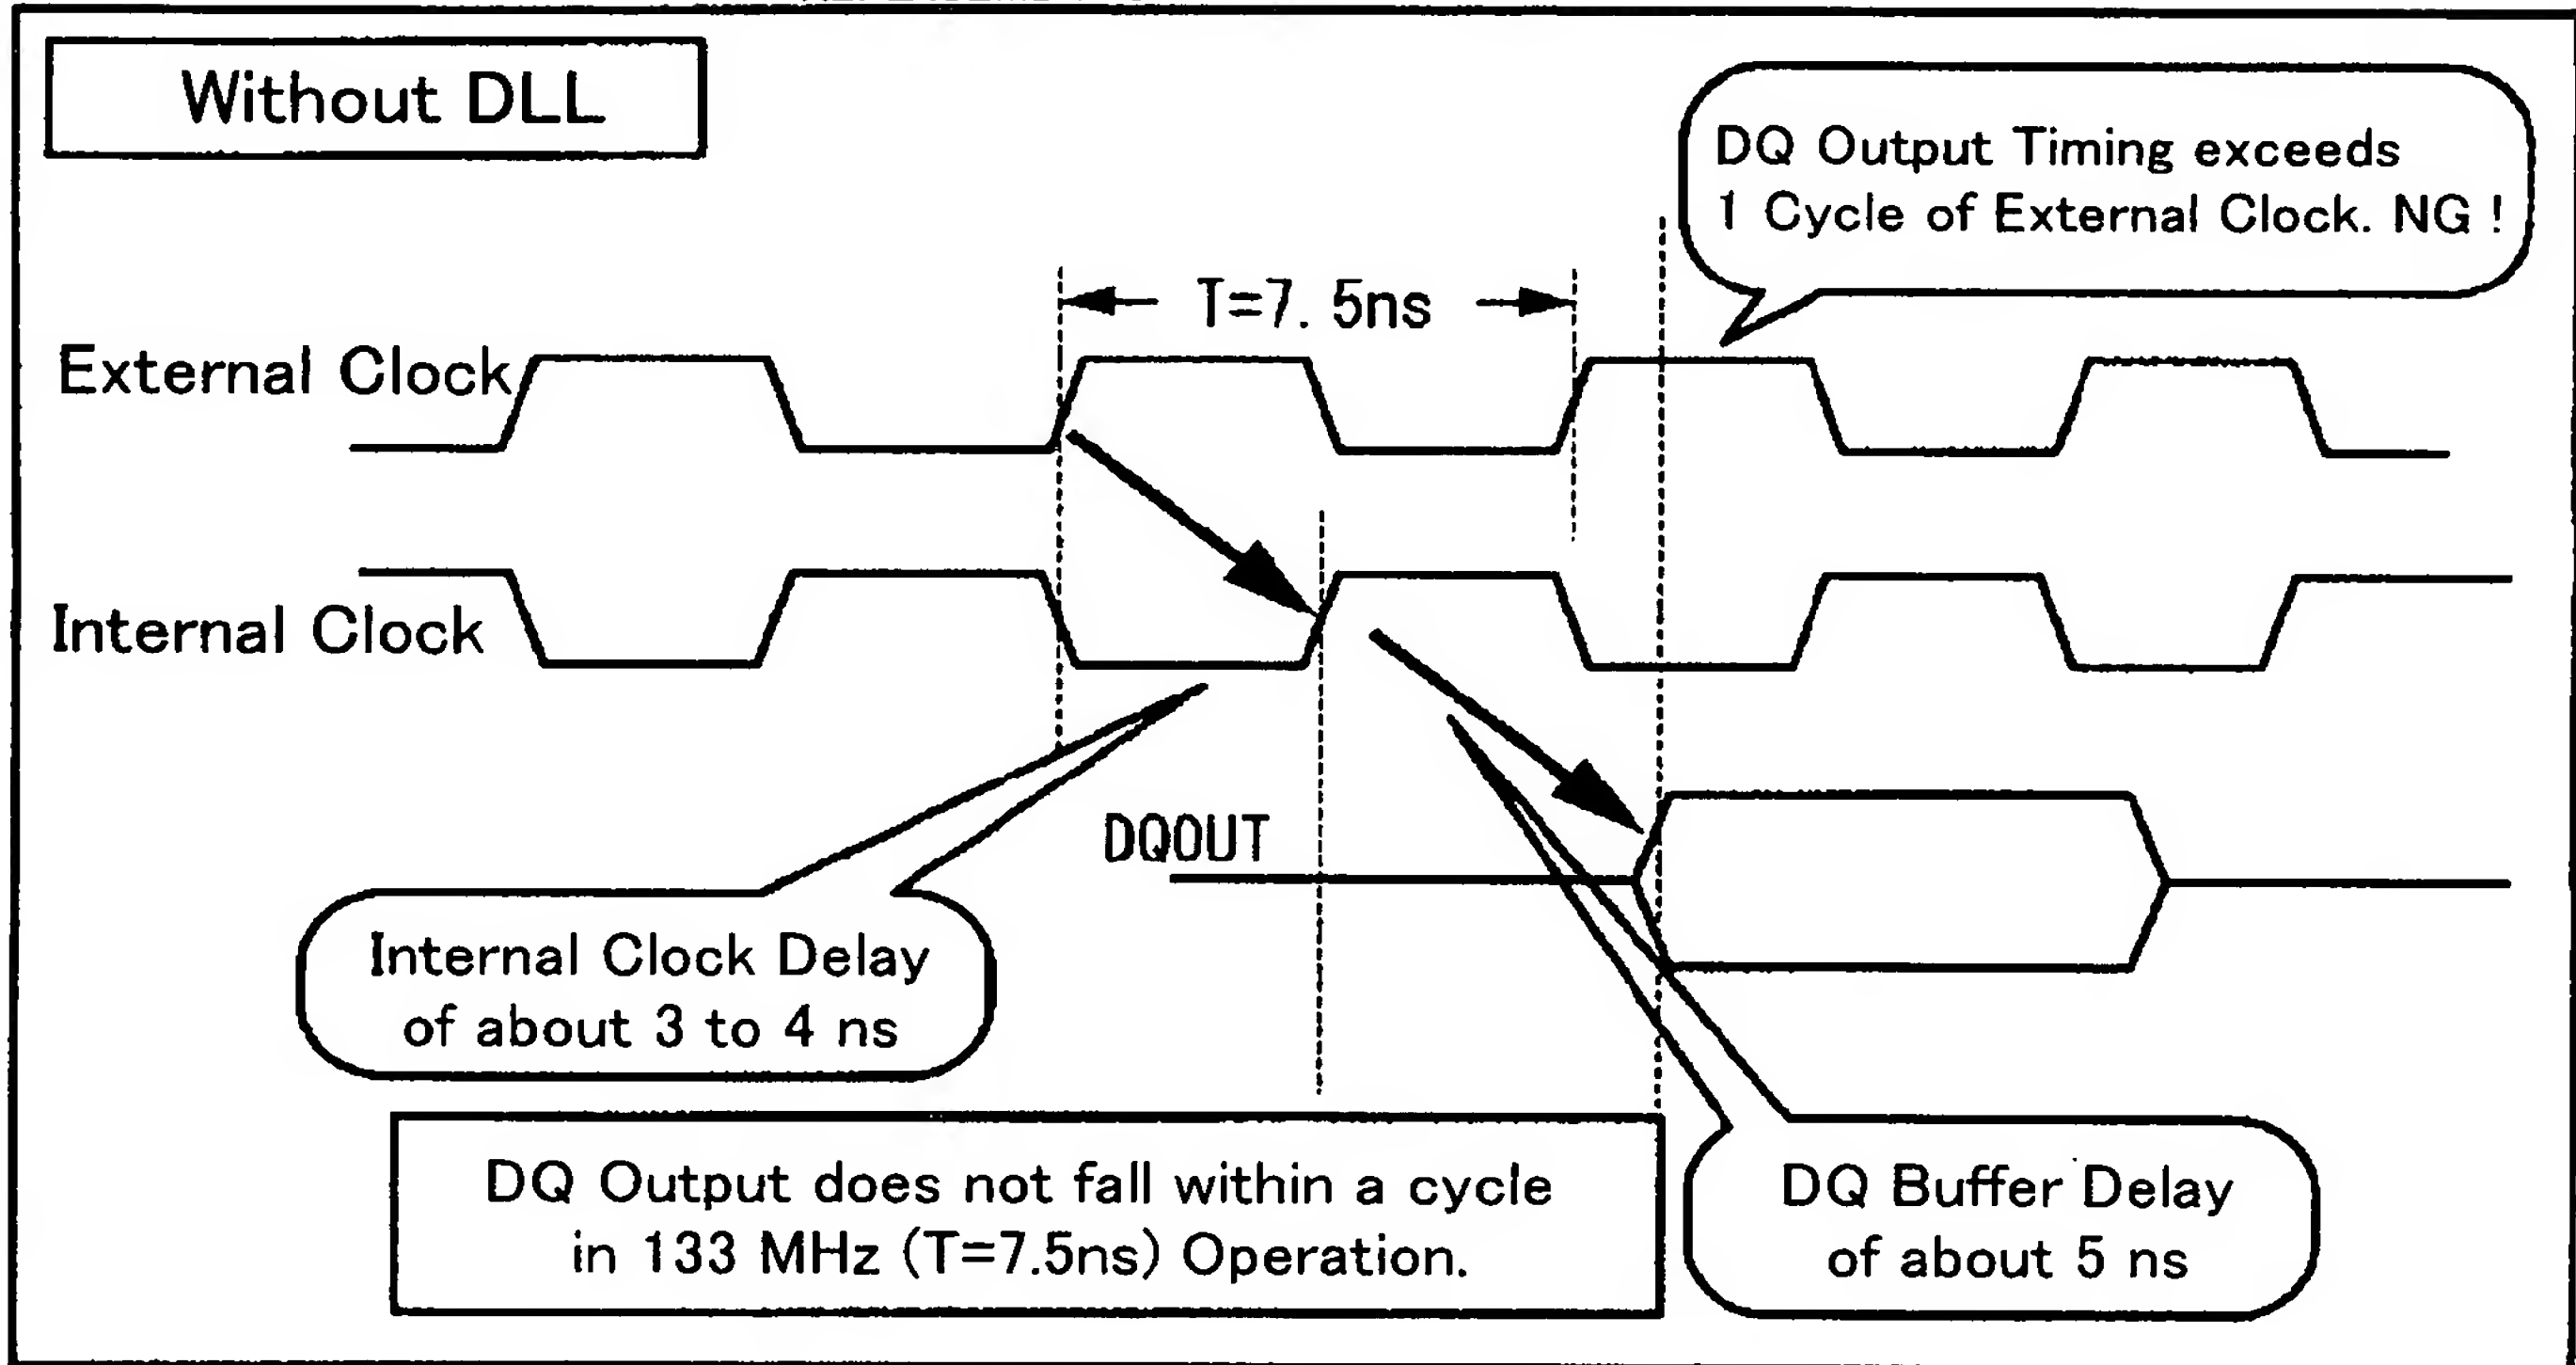 Without DLL
DQ Output Timing exceeds
1 Cycle of External Clock. NG !
T=7. 5ns
External Clock
Internal Clock
DQOUT
Internal Clock Delay
of about 3 to 4 ns
DQ Output does not fall within a cycle
in 133 MHz (T=7.5ns) Operation.
DQ Buffer Delay
of about 5 ns